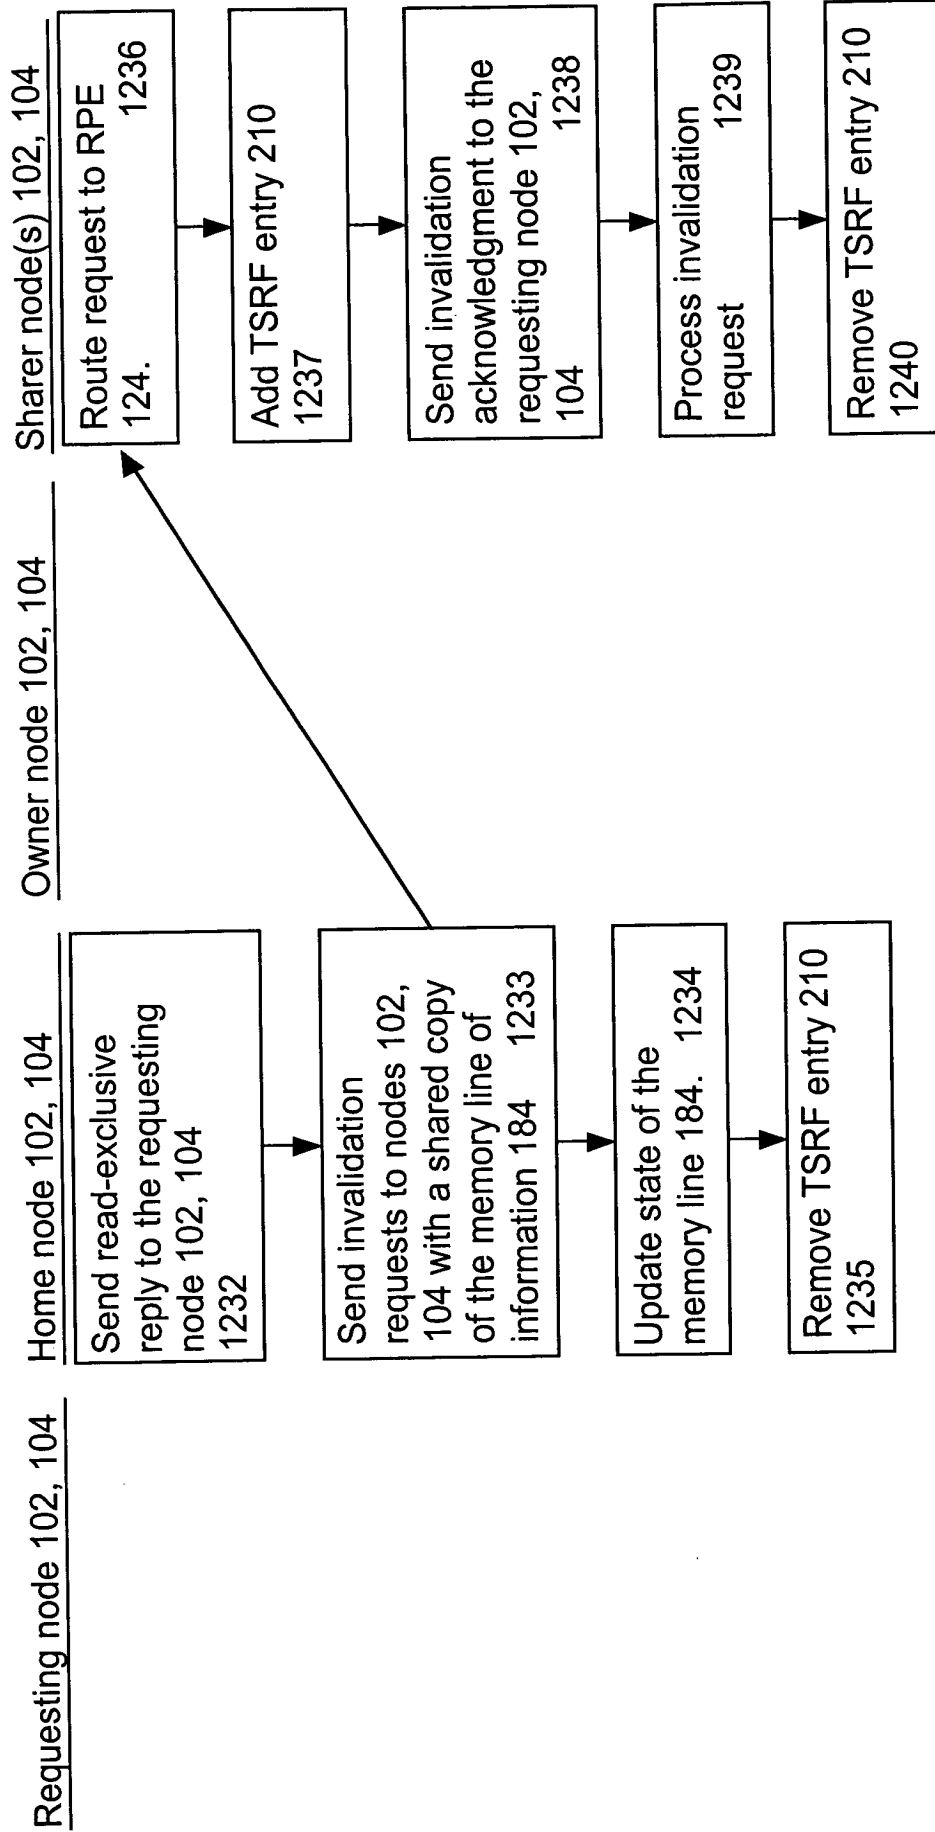 Requesting node 102, 104
Home node 102, 104
Send read-exclusive
reply to the requesting
node 102, 104
1232
Send invalidation
requests to nodes 102,
104 with a shared copy
of the memory line of
information 184 1233
Update state of the
memory line 184. 1234
Remove TSRF entry 210
1235
Owner node 102, 104
Sharer node(s) 102, 104
Route request to RPE
124. 1236
Add TSRF entry 210
1237
Send invalidation
acknowledgment to the
requesting node 102,
104 1238
Process invalidation
request 1239
Remove TSRF entry 210
1240